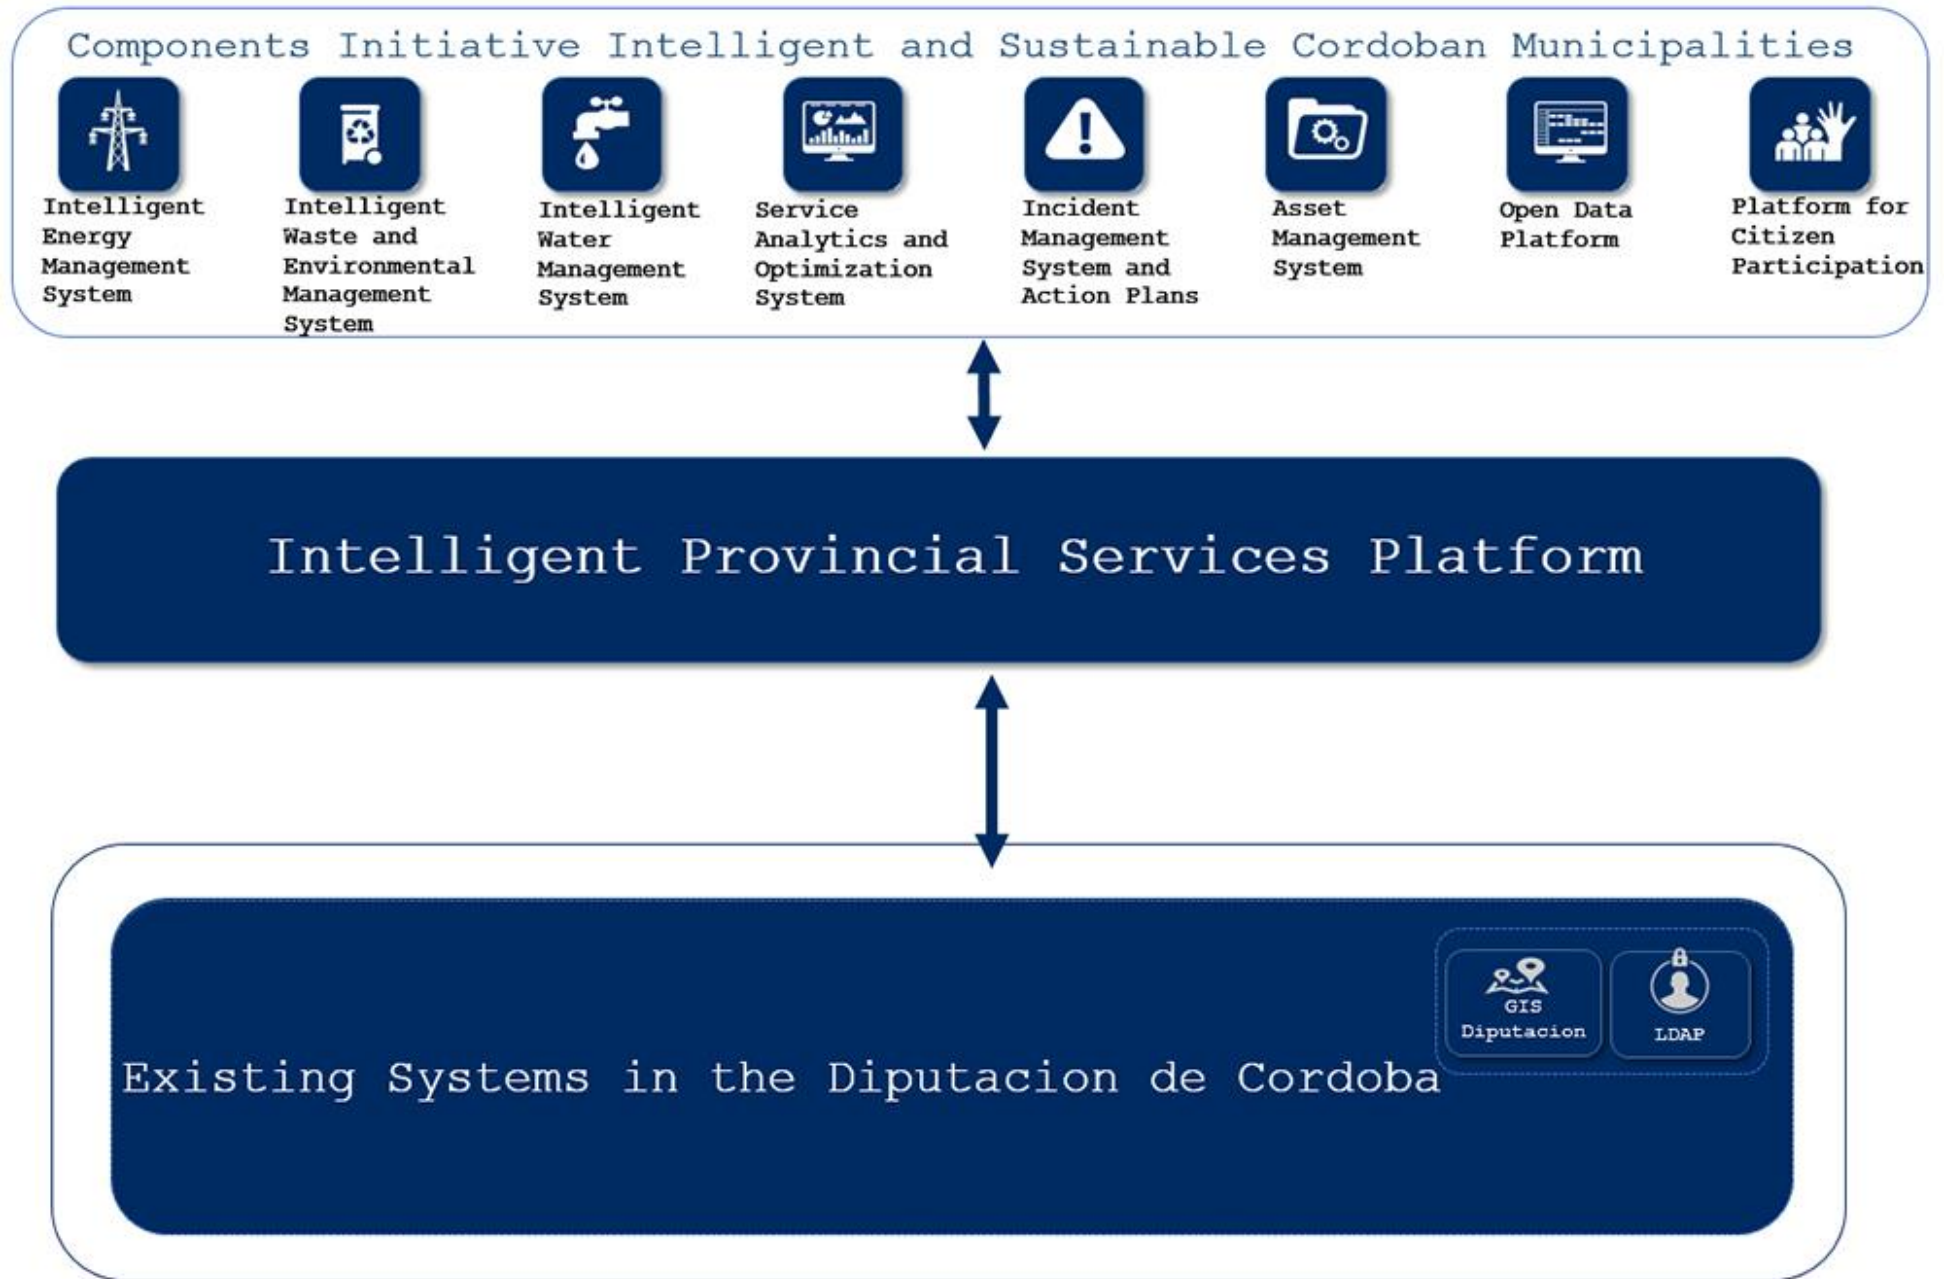 Components Initiative Intelligent and Sustainable Cordoban Municipalities
Intelligent
Energy
Management
System
Intelligent
Waste and
Environmental
Management
System
Intelligent
Water
Management
System
Service
Analytics and
Optimization
System
Incident
Management
System and
Action Plans
Asset
Management
System
Open Data
Platform
Platform for
Citizen
Participation
Intelligent Provincial Services Platform
GIS
Diputacion
LDAP
Existing Systems in the Diputacion de Cordoba